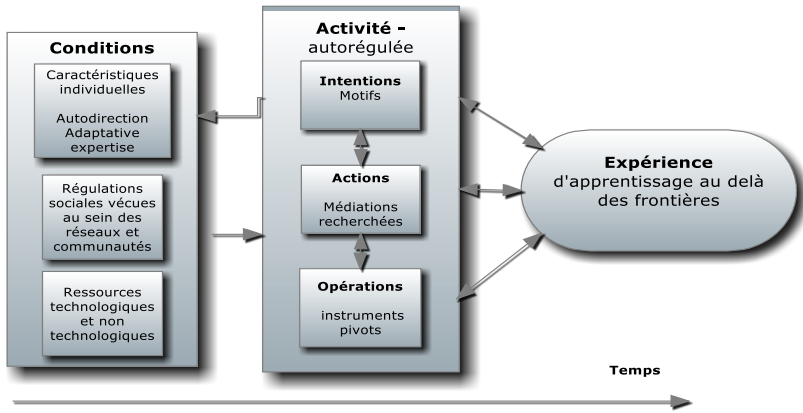 Conditions
Caractéristiques
individuelles
Autodirection
Adaptative
expertise
Régulations
sociales vécues
au sein des
réseaux et
communautés
Ressources
technologiques
et non
technologiques
Activité -
autorégulée
Intentions
Motifs
Actions
Médiations
recherchées
Opérations
instruments
pivots
Expérience
d'apprentissage au delà
des frontières
Temps